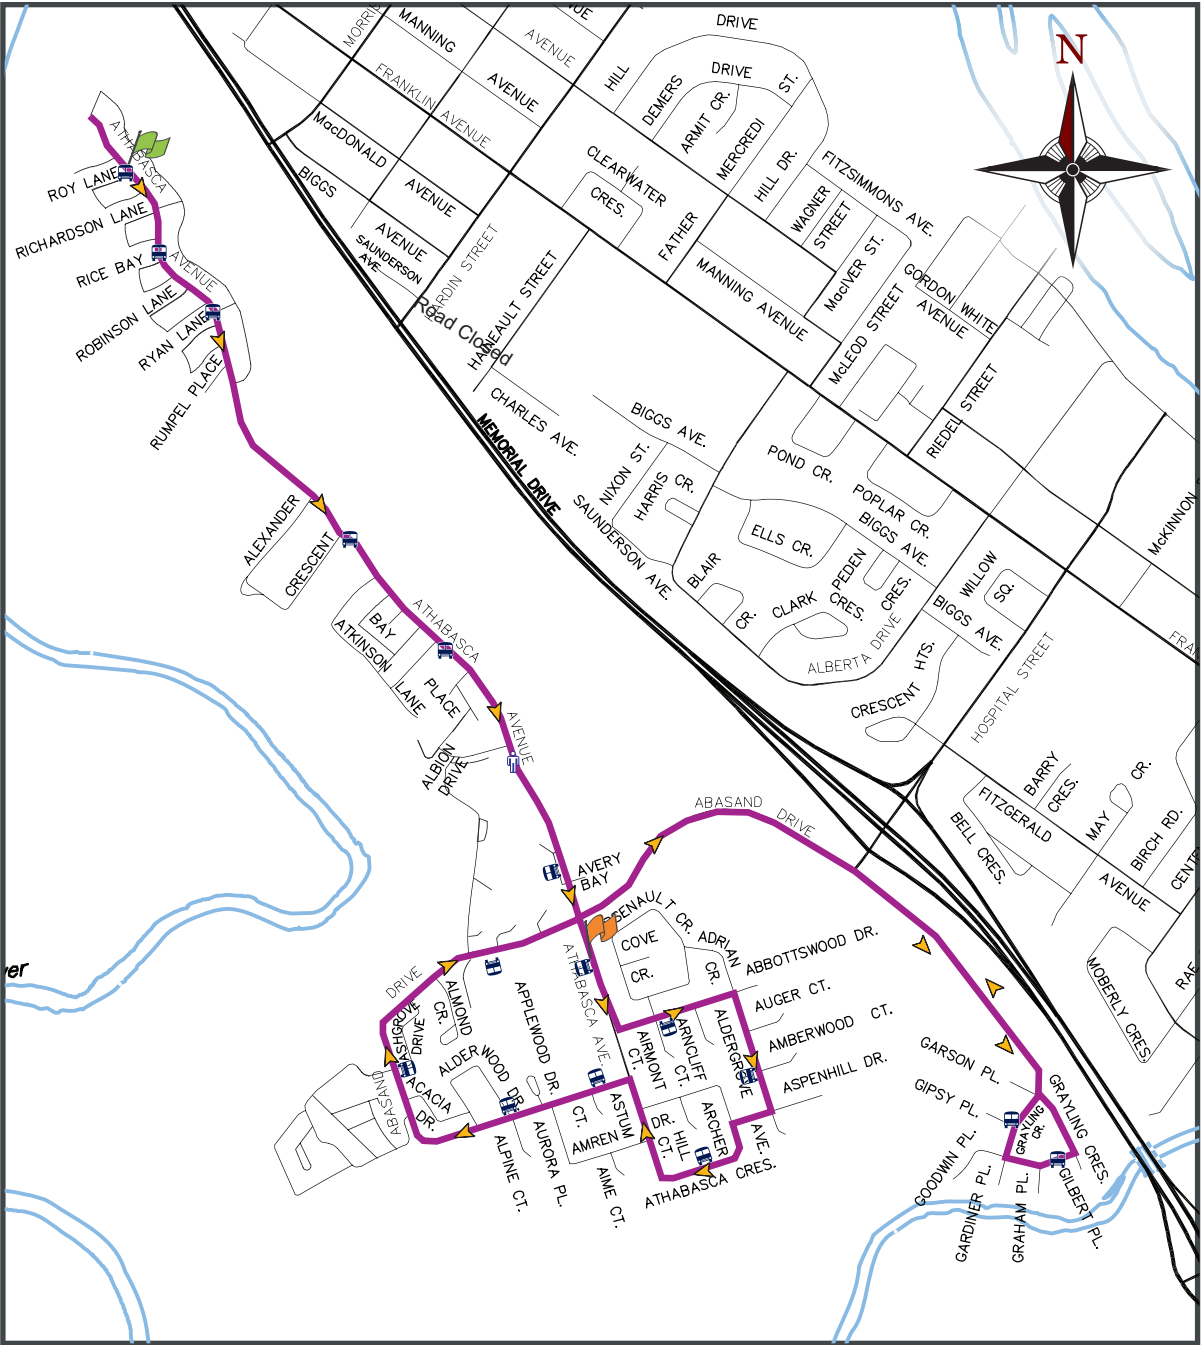 DRIVE
N
MANNING
AVENUE
FRANKLIN
AVENUE
AVENUE
HILL
DEMERS
DRIVE
ARMIT CR.
ST.
MERCREDI
MacDONALD
AVENUE
BIGGS
AVENUE
SAUNDERSON
AVE.
CLEARWATER
CRES.
FATHER
HILL DR.
WAGNER
STREET
FITZSIMMONS AVE.
MacIVER ST.
MANNING AVENUE
McLEOD STREET
GORDON WHITE
AVENUE
RIEDEL STREET
ATHABASCA
ROY LANE
RICHARDSON LANE
RICE BAY
AVENUE
ROBINSON LANE
RYAN LANE
RUMPEL PLACE
STREET
HAINEAULT STREET
Road Closed
CHARLES AVE.
MEMORIAL DRIVE
BIGGS AVE.
NIXON ST.
HARRIS CR.
SAUNDERSON AVE.
POND CR.
POPLAR CR.
BIGGS AVE.
ELLS CR.
BLAIR
CR.
CLARK
CRES.
PEDEN
CRES.
WILLOW
SQ.
BIGGS AVE.
ALBERTA DRIVE
CRESCENT HTS.
HOSPITAL STREET
McKINNON
ALEXANDER
CRESCENT
ATHABASCA
AVENUE
BAY
ATKINSON
LANE
PLACE
ALBION
DRIVE
BARRY
CRES.
FITZGERALD
AVENUE
BELL CRES.
MAY CR.
BIRCH RD.
MOBERLY CRES.
ABASAND
DRIVE
AVERY
BAY
ARSENAULT CR.
COVE
CR.
ADRIAN
CR.
ABBOTTSWOOD DR.
AUGER CT.
AMBERWOOD CT.
ASPENHILL DR.
ALDERGROVE
AVE.
ATHABASCA AVE.
AIRMONT
CT.
ARNCLIFF
CT.
ARCHER
HILL
DR.
CT.
ASTUM
ATHABASCA CRES.
DRIVE
ABASAND
ASHGROVE
DRIVE
ALMOND
CR.
APPLEWOOD DR.
ALDER WOOD DR.
ACACIA
DR.
ALPINE CT.
AURORA PL.
CT.
AMREN
AIME CT.
GARSON PL.
GIPSY PL.
GOODWIN PL.
GARDINER PL.
GRAHAM PL.
GILBERT PL.
GRAYLING
CR.
GRAYLING CRES.